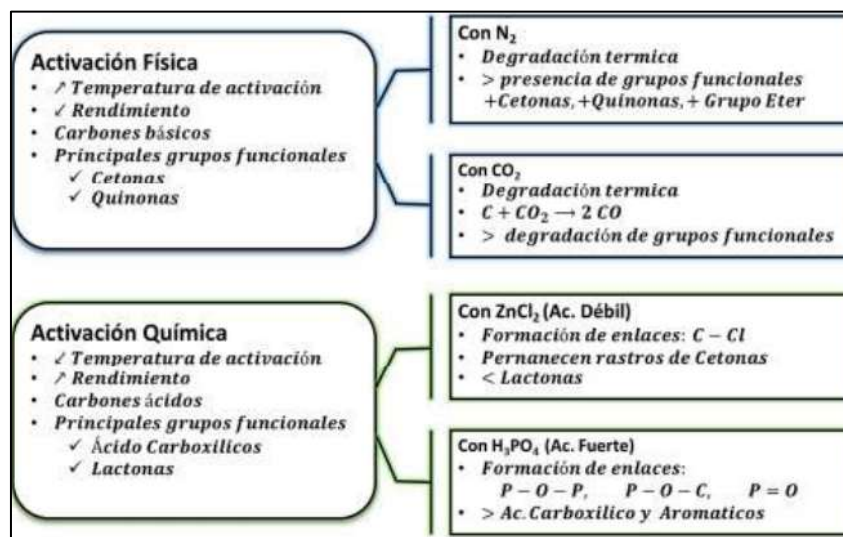 Activación Física
• ↗ Temperatura de activación
• ↙ Rendimiento
• Carbones básicos
• Principales grupos funcionales
✓ Cetonas
✓ Quinonas
Con N₂
• Degradación termica
• > presencia de grupos funcionales
+Cetonas, +Quinonas, + Grupo Eter
Con CO₂
• Degradación termica
• C + CO₂ → 2 CO
• > degradación de grupos funcionales
Activación Química
• ↙ Temperatura de activación
• ↗ Rendimiento
• Carbones ácidos
• Principales grupos funcionales
✓ Ácido Carboxilicos
✓ Lactonas
Con ZnCl₂ (Ac. Débil)
• Formación de enlaces: C − Cl
• Permanecen rastros de Cetonas
• < Lactonas
Con H₃PO₄ (Ac. Fuerte)
• Formación de enlaces:
P − O − P, P − O − C, P = O
• > Ac. Carboxilico y Aromaticos